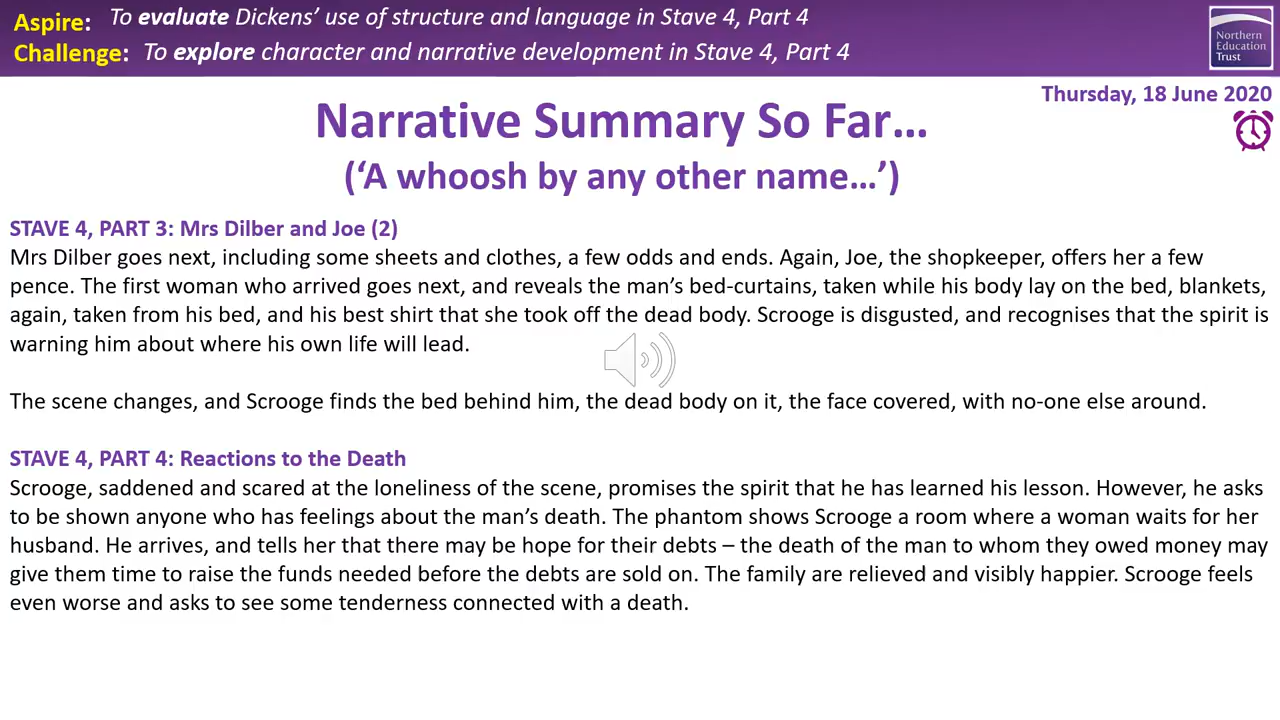 Aspire: To evaluate Dickens' use of structure and language in Stave 4, Part 4
Challenge: To explore character and narrative development in Stave 4, Part 4
Northern
Education
Trust
Thursday, 18 June 2020
Narrative Summary So Far…
(‘A whoosh by any other name…’)
STAVE 4, PART 3: Mrs Dilber and Joe (2)
Mrs Dilber goes next, including some sheets and clothes, a few odds and ends. Again, Joe, the shopkeeper, offers her a few
pence. The first woman who arrived goes next, and reveals the man’s bed-curtains, taken while his body lay on the bed, blankets,
again, taken from his bed, and his best shirt that she took off the dead body. Scrooge is disgusted, and recognises that the spirit is
warning him about where his own life will lead.
The scene changes, and Scrooge finds the bed behind him, the dead body on it, the face covered, with no-one else around.
STAVE 4, PART 4: Reactions to the Death
Scrooge, saddened and scared at the loneliness of the scene, promises the spirit that he has learned his lesson. However, he asks
to be shown anyone who has feelings about the man’s death. The phantom shows Scrooge a room where a woman waits for her
husband. He arrives, and tells her that there may be hope for their debts – the death of the man to whom they owed money may
give them time to raise the funds needed before the debts are sold on. The family are relieved and visibly happier. Scrooge feels
even worse and asks to see some tenderness connected with a death.